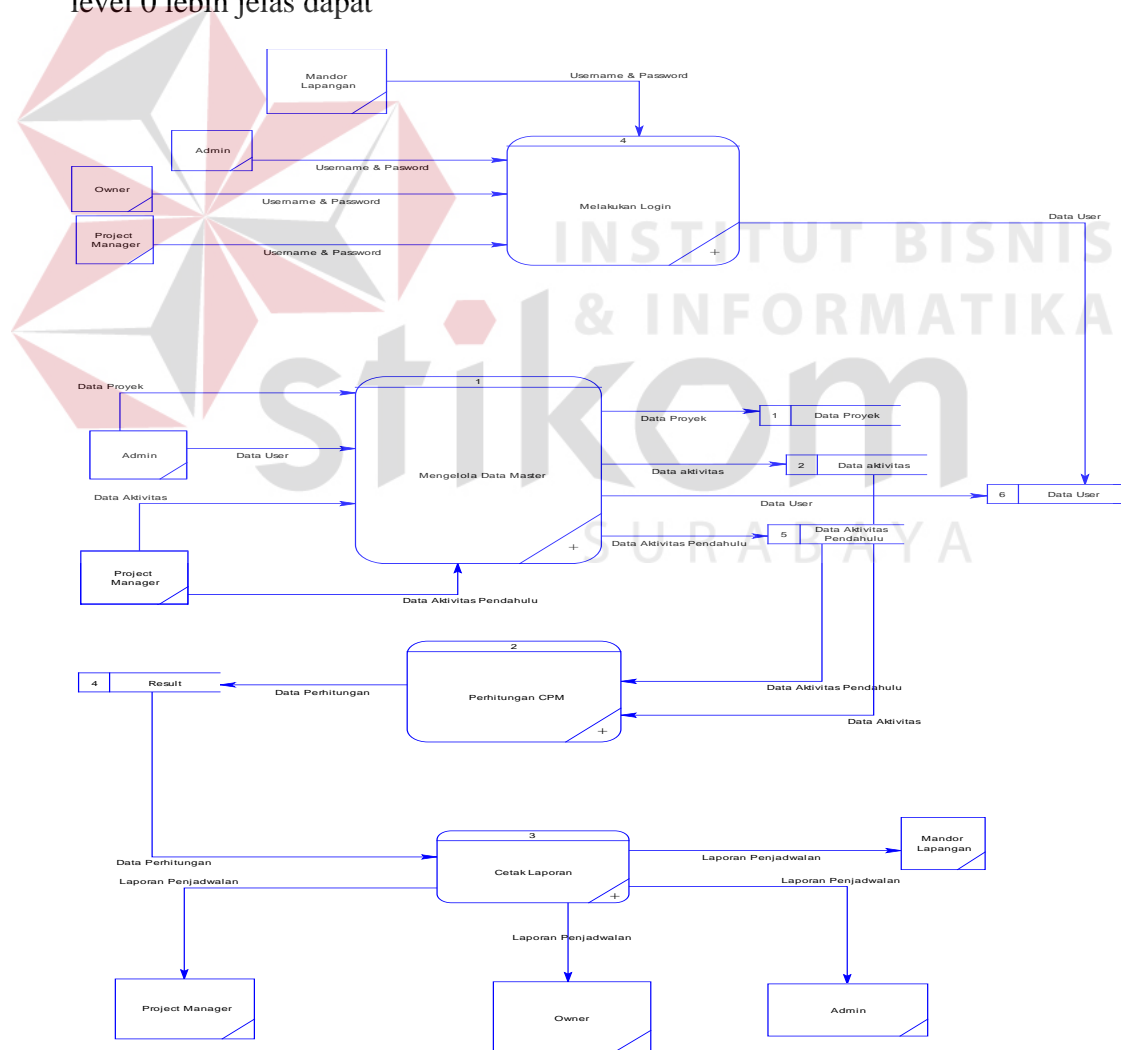 level 0 lebih jelas dapat
Mandor
Lapangan
Username & Password
Admin
Username & Pasword
Owner
Username & Password
Project
Manager
Username & Password
4
Melakukan Login
+
Data User
INSTITUT BISNIS
& INFORMATIKA
stikom
SURABAYA
Data Proyek
Admin
Data User
Data Aktivitas
Project
Manager
Data Aktivitas Pendahulu
1
Mengelola Data Master
+
Data Proyek
1 Data Proyek
Data aktivitas
2 Data aktivitas
Data User
6 Data User
Data Aktivitas Pendahulu
5 Data Aktivitas
Pendahulu
2
Perhitungan CPM
+
Data Aktivitas Pendahulu
Data Aktivitas
4 Result
Data Perhitungan
Data Perhitungan
3
Cetak Laporan
+
Laporan Penjadwalan
Mandor
Lapangan
Laporan Penjadwalan
Laporan Penjadwalan
Laporan Penjadwalan
Project Manager
Owner
Admin